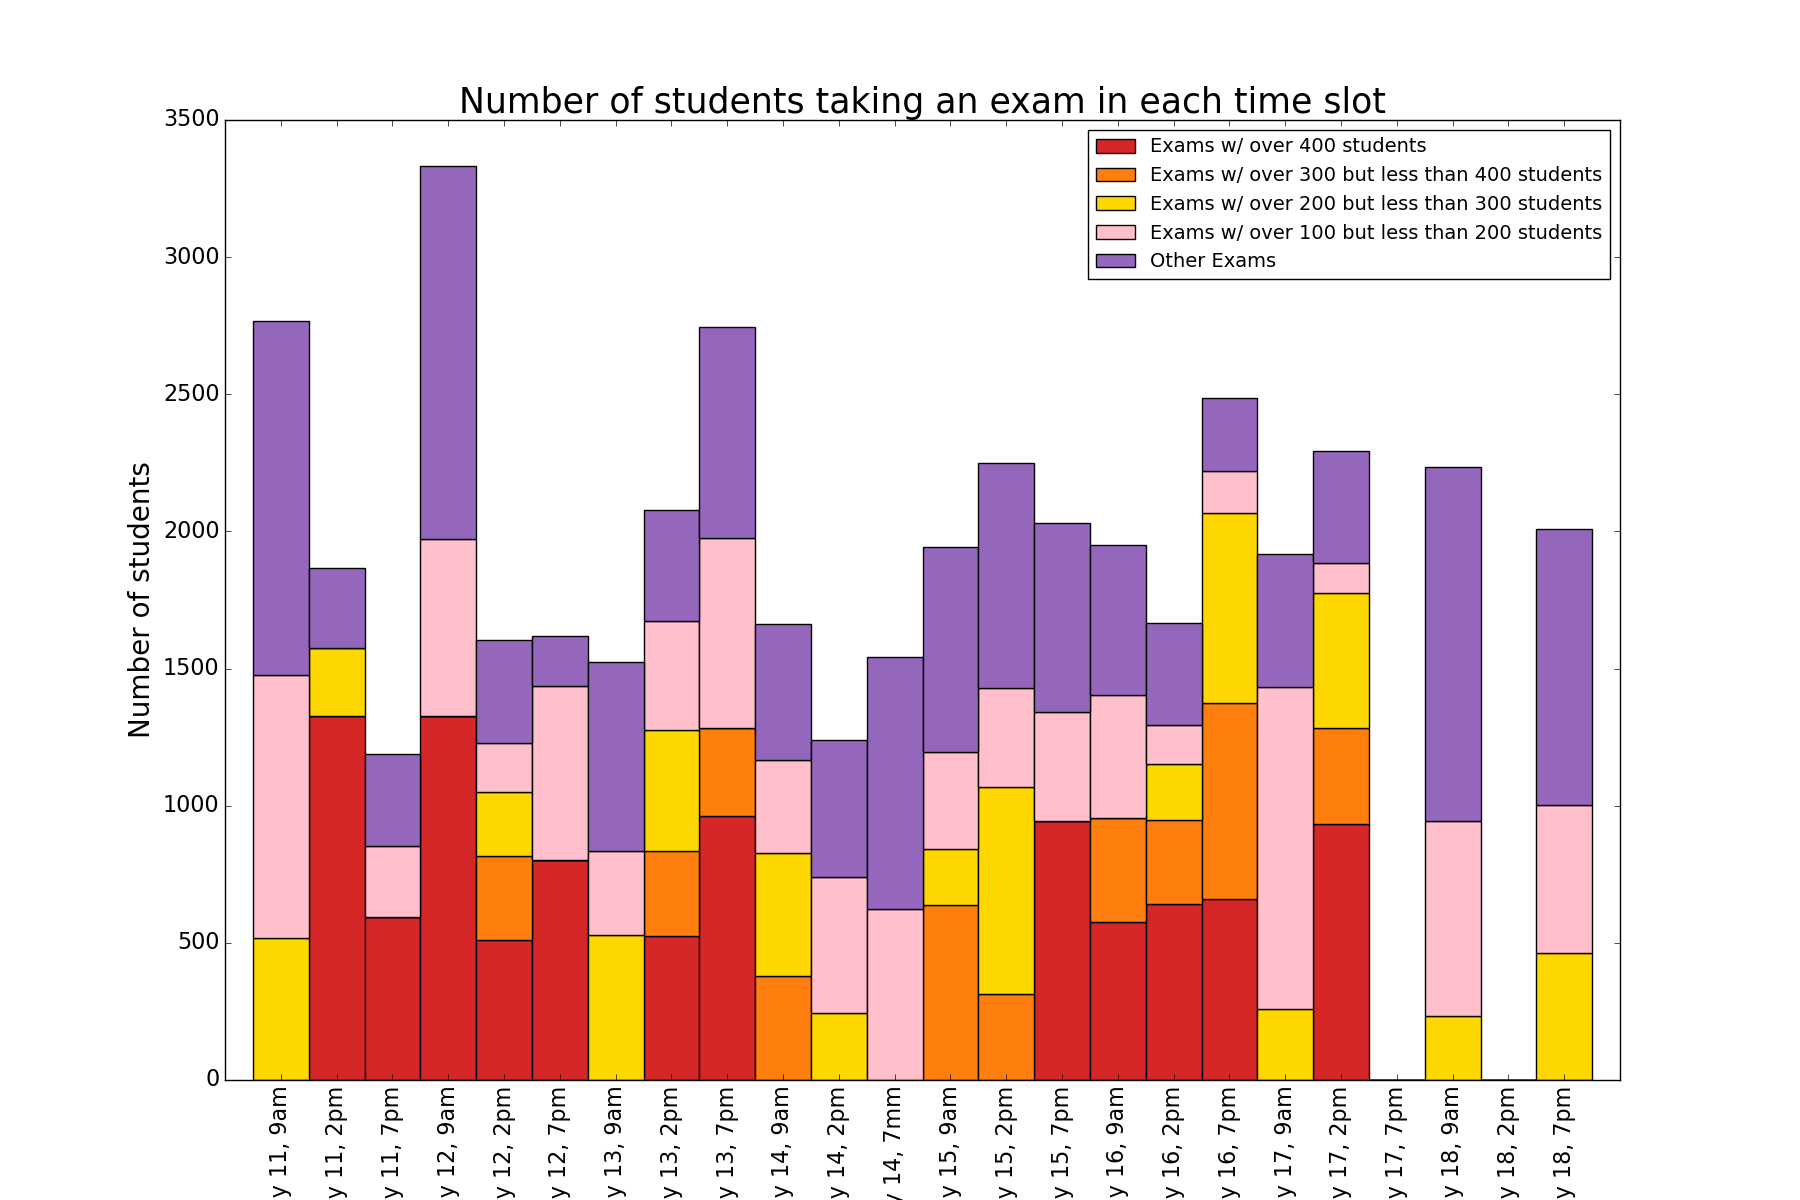 Number of students taking an exam in each time slot
3500
3000
2500
2000
1500
1000
500
0
Number of students
Exams w/ over 400 students
Exams w/ over 300 but less than 400 students
Exams w/ over 200 but less than 300 students
Exams w/ over 100 but less than 200 students
Other Exams
y 11, 9am
y 11, 2pm
y 11, 7pm
y 12, 9am
y 12, 2pm
y 12, 7pm
y 13, 9am
y 13, 2pm
y 13, 7pm
y 14, 9am
y 14, 2pm
y 14, 7mm
y 15, 9am
y 15, 2pm
y 15, 7pm
y 16, 9am
y 16, 2pm
y 16, 7pm
y 17, 9am
y 17, 2pm
y 17, 7pm
y 18, 9am
y 18, 2pm
y 18, 7pm